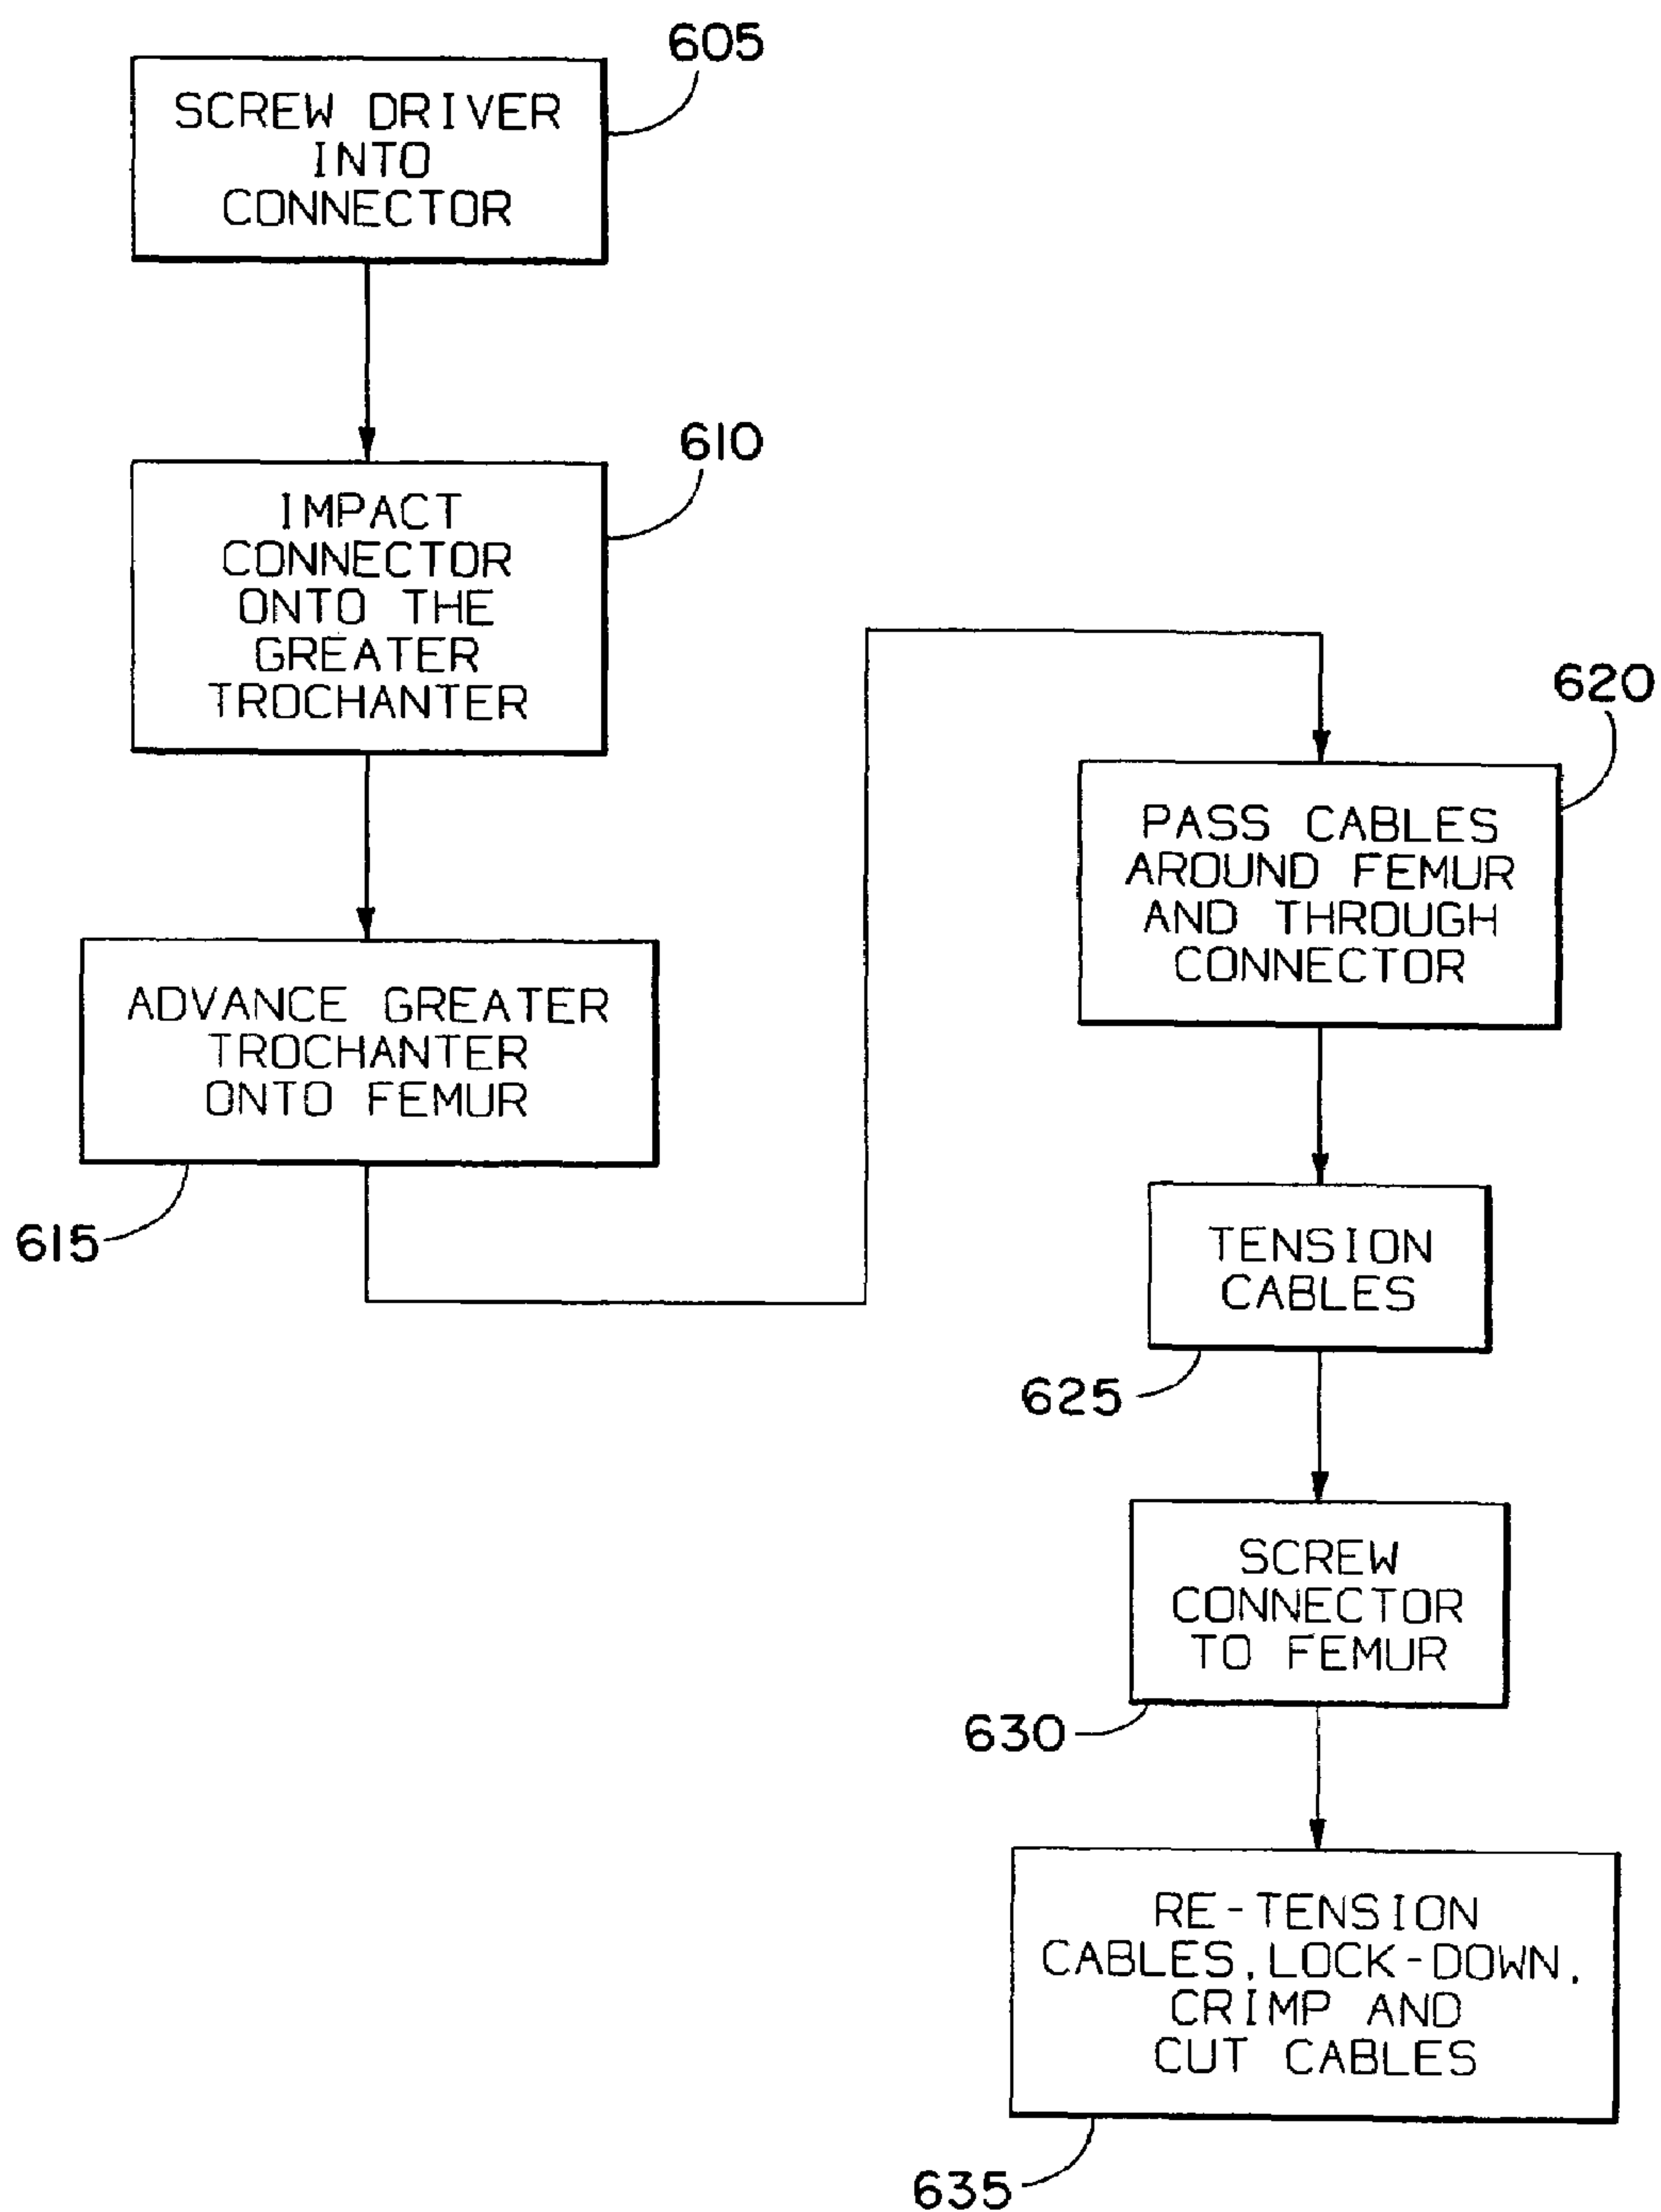 605
SCREW DRIVER
INTO
CONNECTOR
610
IMPACT
CONNECTOR
ONTO THE
GREATER
TROCHANTER
ADVANCE GREATER
TROCHANTER
ONTO FEMUR
615
620
PASS CABLES
AROUND FEMUR
AND THROUGH
CONNECTOR
TENSION
CABLES
625
SCREW
CONNECTOR
TO FEMUR
630
RE-TENSION
CABLES, LOCK-DOWN,
CRIMP AND
CUT CABLES
635